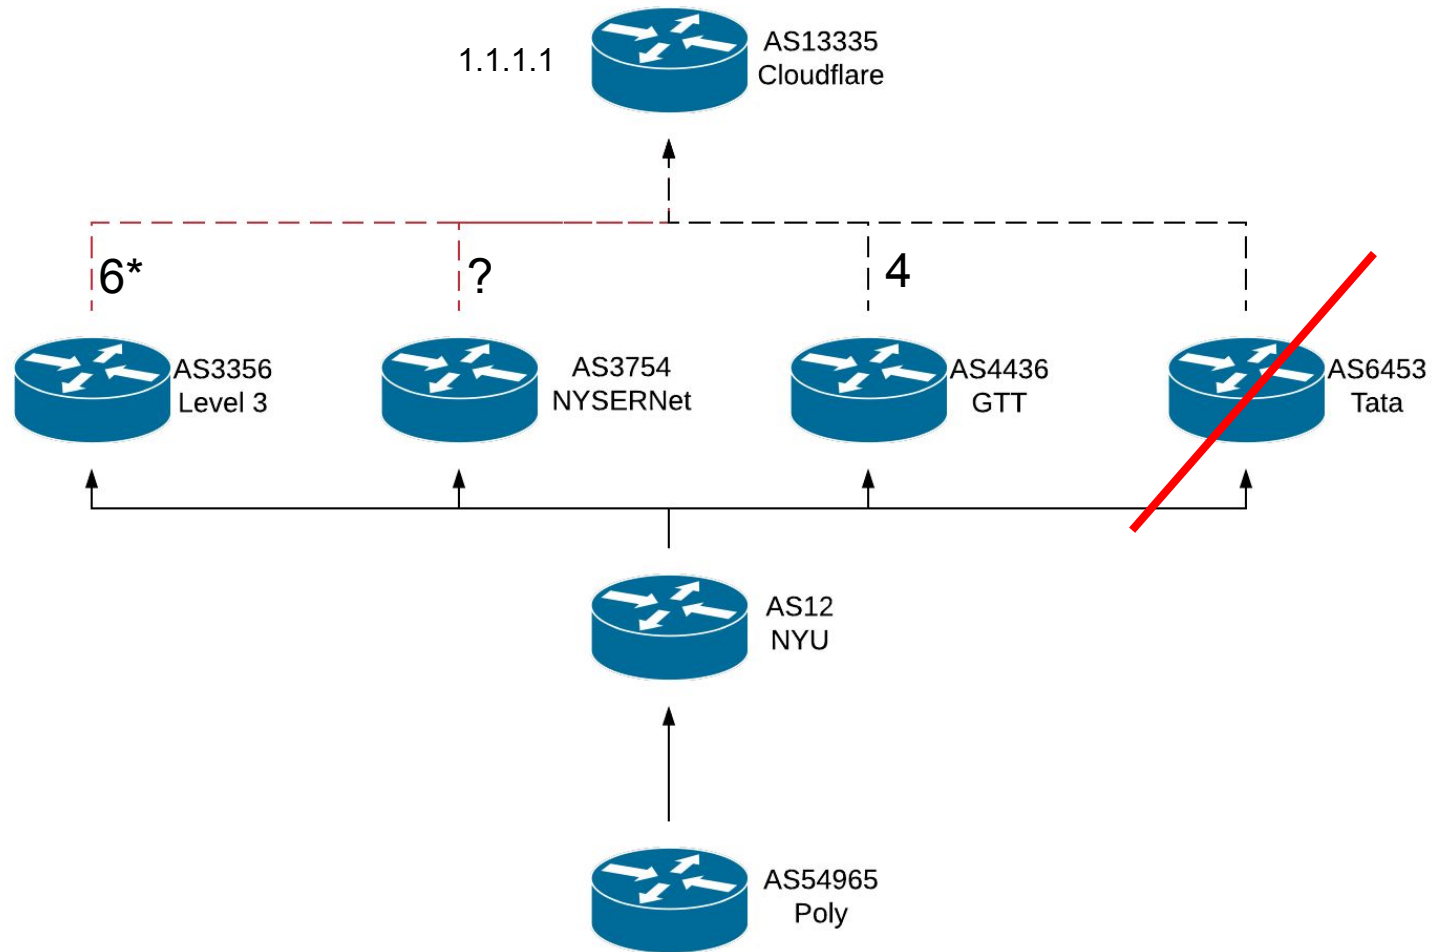 AS13335
1.1.1.1
Cloudflare
6*
?
4
AS3356
Level 3
AS3754
NYSERNet
AS4436
GTT
AS6453
Tata
AS12
NYU
AS54965
Poly